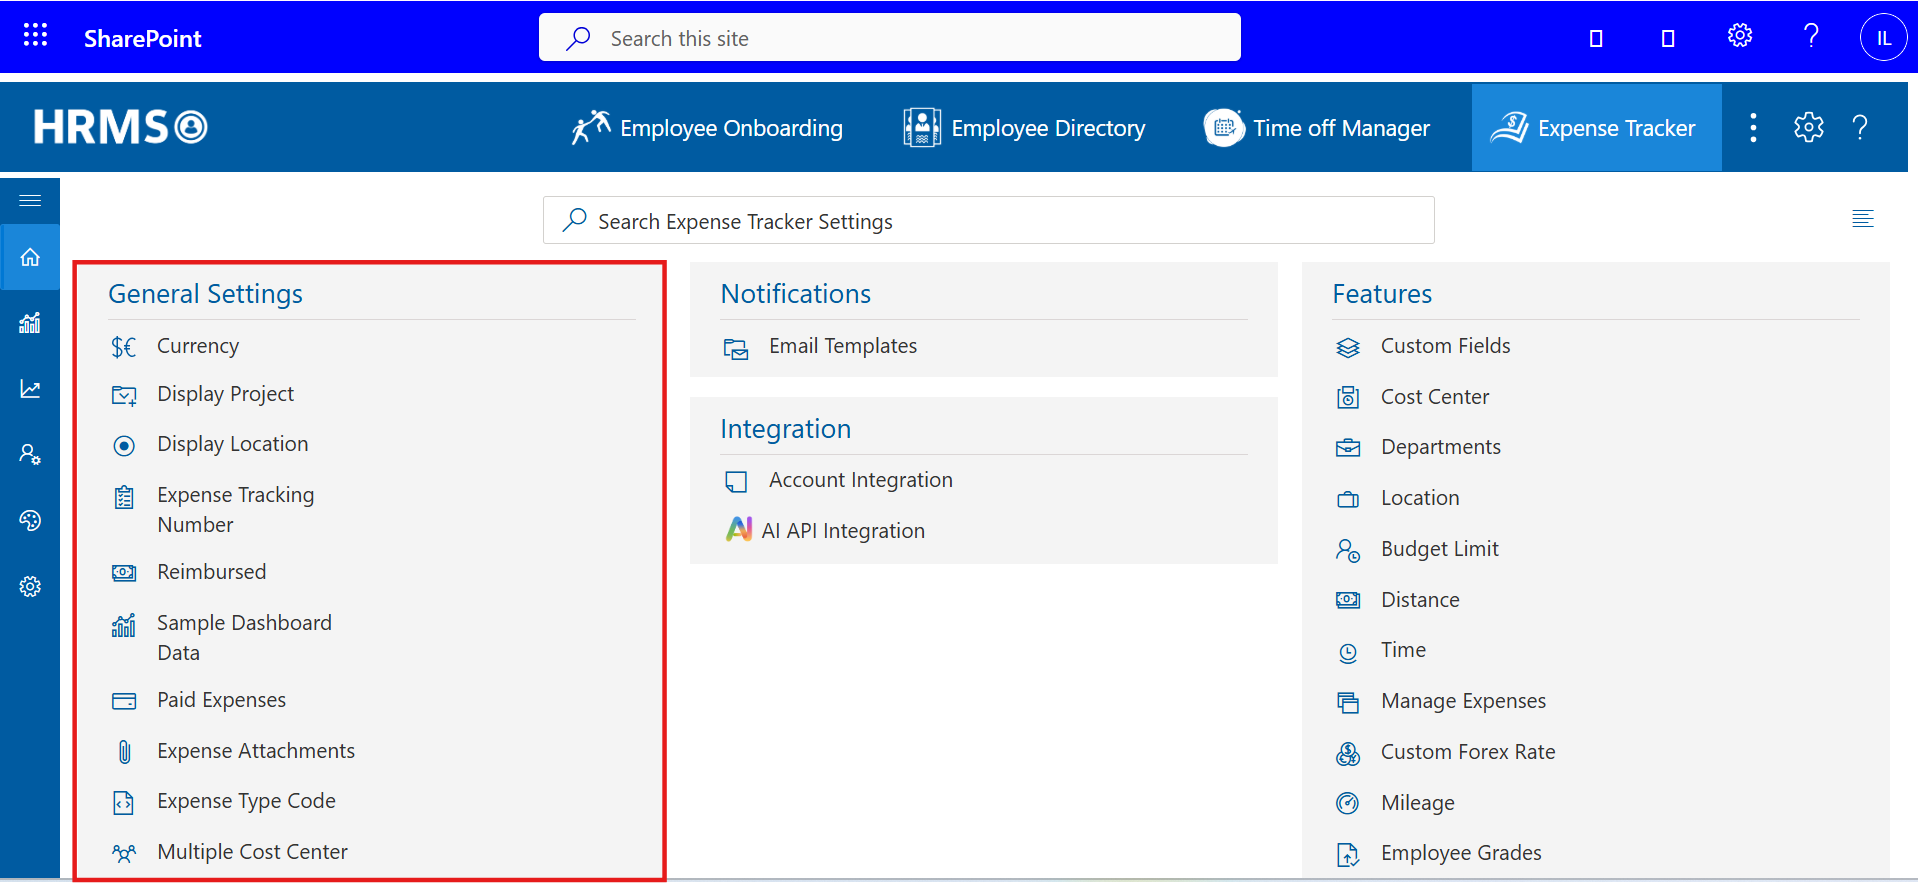 SharePoint
Search this site
IL
HRMS
Employee Onboarding
Employee Directory
Time off Manager
Expense Tracker
Search Expense Tracker Settings
General Settings
Currency
Display Project
Display Location
Expense Tracking
Number
Reimbursed
Sample Dashboard
Data
Paid Expenses
Expense Attachments
Expense Type Code
Multiple Cost Center
Notifications
Email Templates
Integration
Account Integration
AI API Integration
Features
Custom Fields
Cost Center
Departments
Location
Budget Limit
Distance
Time
Manage Expenses
Custom Forex Rate
Mileage
Employee Grades